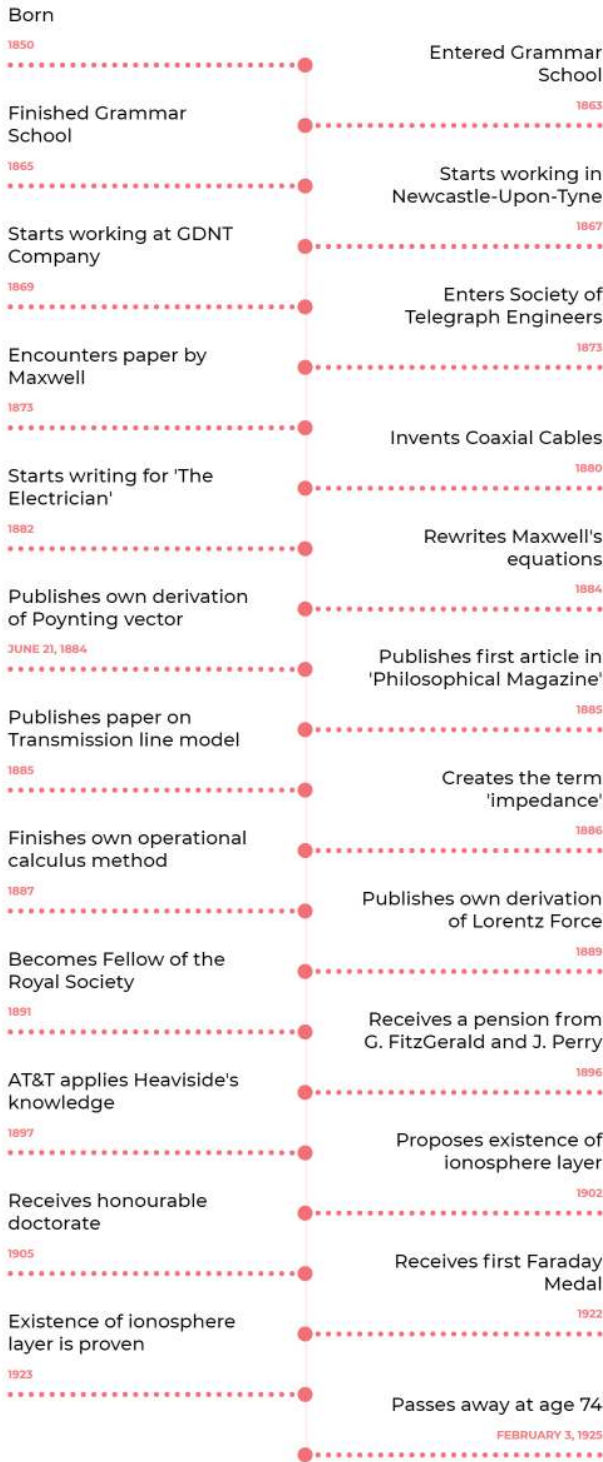 Born
1850
Entered Grammar
School
1863
Finished Grammar
School
1865
Starts working in
Newcastle-Upon-Tyne
1867
Starts working at GDNT
Company
1869
Enters Society of
Telegraph Engineers
1873
Encounters paper by
Maxwell
1873
Invents Coaxial Cables
1880
Starts writing for 'The
Electrician'
1882
Rewrites Maxwell's
equations
1884
Publishes own derivation
of Poynting vector
JUNE 21, 1884
Publishes first article in
'Philosophical Magazine'
1885
Publishes paper on
Transmission line model
1885
Creates the term
'impedance'
1886
Finishes own operational
calculus method
1887
Publishes own derivation
of Lorentz Force
1889
Becomes Fellow of the
Royal Society
1891
Receives a pension from
G. FitzGerald and J. Perry
1896
AT&T applies Heaviside's
knowledge
1897
Proposes existence of
ionosphere layer
1902
Receives honourable
doctorate
1905
Receives first Faraday
Medal
1922
Existence of ionosphere
layer is proven
1923
Passes away at age 74
FEBRUARY 3, 1925